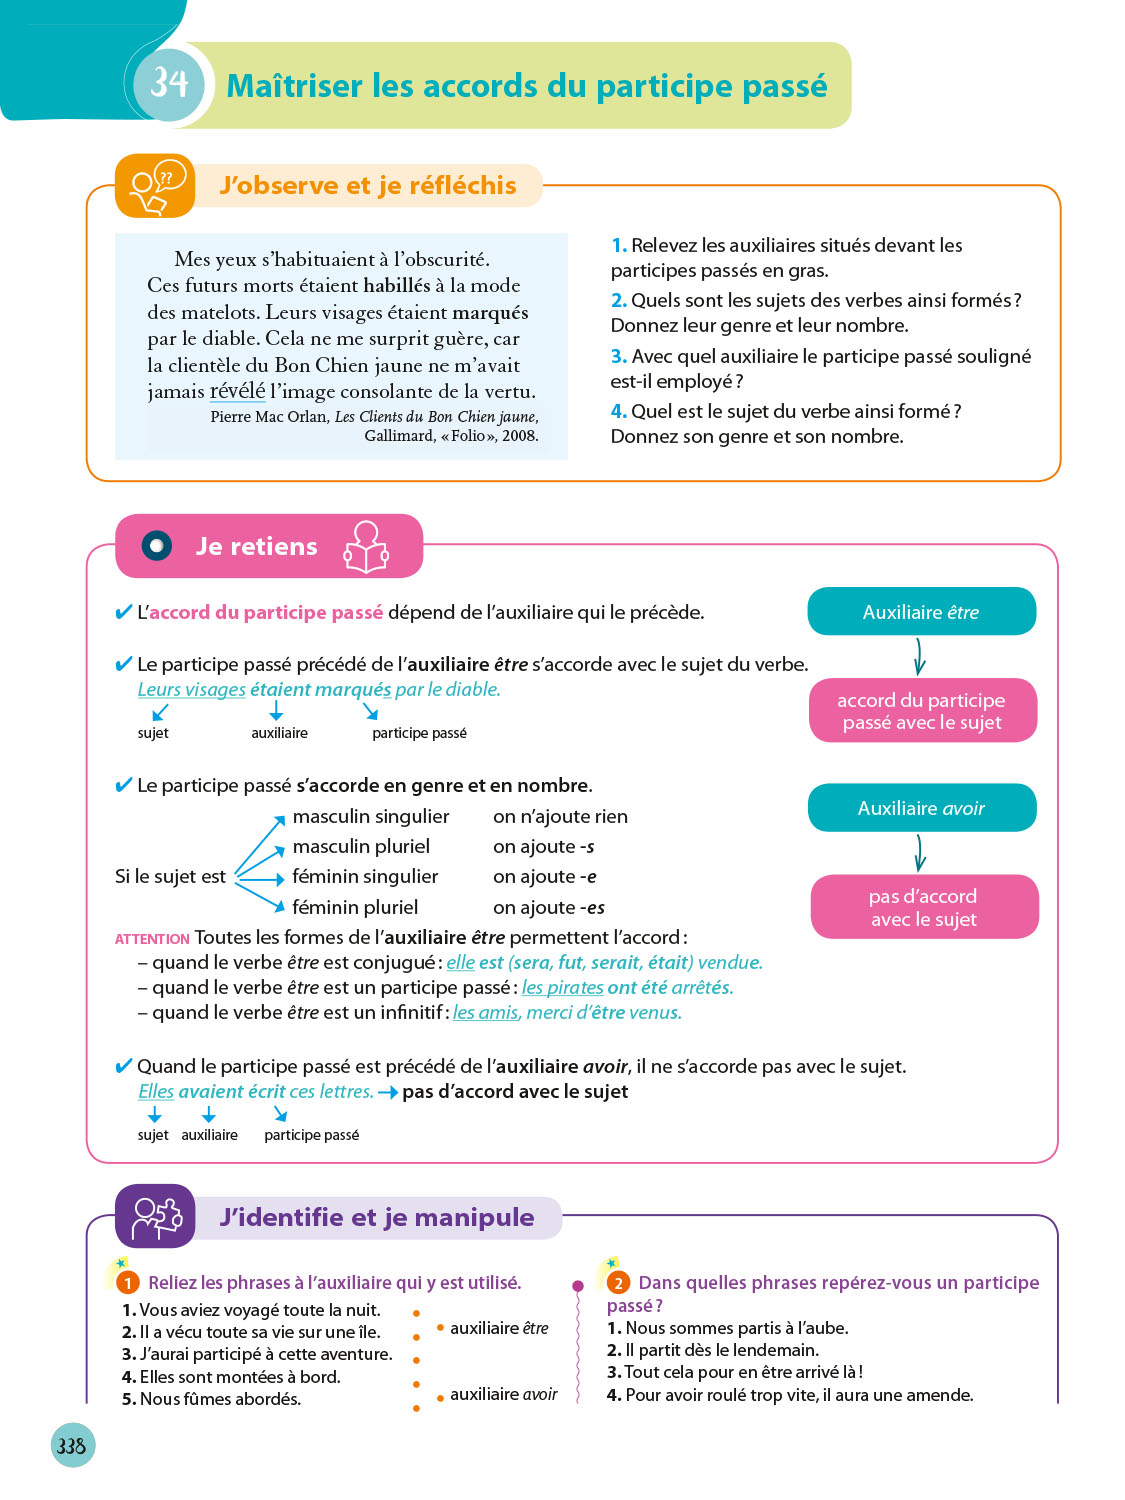 34
Maîtriser les accords du participe passé
??
J’observe et je réfléchis
Mes yeux s’habituaient à l’obscurité.
Ces futurs morts étaient habillés à la mode
des matelots. Leurs visages étaient marqués
par le diable. Cela ne me surprit guère, car
la clientèle du Bon Chien jaune ne m’avait
jamais révélé l’image consolante de la vertu.
Pierre Mac Orlan, Les Clients du Bon Chien jaune,
Gallimard, « Folio », 2008.
1. Relevez les auxiliaires situés devant les
participes passés en gras.
2. Quels sont les sujets des verbes ainsi formés ?
Donnez leur genre et leur nombre.
3. Avec quel auxiliaire le participe passé souligné
est-il employé ?
4. Quel est le sujet du verbe ainsi formé ?
Donnez son genre et son nombre.
Je retiens
✔ L’accord du participe passé dépend de l’auxiliaire qui le précède.
✔ Le participe passé précédé de l’auxiliaire être s’accorde avec le sujet du verbe.
Leurs visages étaient marqués par le diable.
sujet auxiliaire participe passé
Auxiliaire être
accord du participe
passé avec le sujet
✔ Le participe passé s’accorde en genre et en nombre.
masculin singulier on n’ajoute rien
masculin pluriel on ajoute -s
Si le sujet est féminin singulier on ajoute -e
féminin pluriel on ajoute -es
Auxiliaire avoir
pas d’accord
avec le sujet
ATTENTION Toutes les formes de l’auxiliaire être permettent l’accord :
– quand le verbe être est conjugué : elle est (sera, fut, serait, était) vendue.
– quand le verbe être est un participe passé : les pirates ont été arrêtés.
– quand le verbe être est un infinitif : les amis, merci d’être venus.
✔ Quand le participe passé est précédé de l’auxiliaire avoir, il ne s’accorde pas avec le sujet.
Elles avaient écrit ces lettres. → pas d’accord avec le sujet
sujet auxiliaire participe passé
J’identifie et je manipule
1 Reliez les phrases à l’auxiliaire qui y est utilisé.
1. Vous aviez voyagé toute la nuit.
2. Il a vécu toute sa vie sur une île.
3. J’aurai participé à cette aventure.
4. Elles sont montées à bord.
5. Nous fûmes abordés.
• auxiliaire être
• auxiliaire avoir
2 Dans quelles phrases repérez-vous un participe
passé ?
1. Nous sommes partis à l’aube.
2. Il partit dès le lendemain.
3. Tout cela pour en être arrivé là !
4. Pour avoir roulé trop vite, il aura une amende.
338